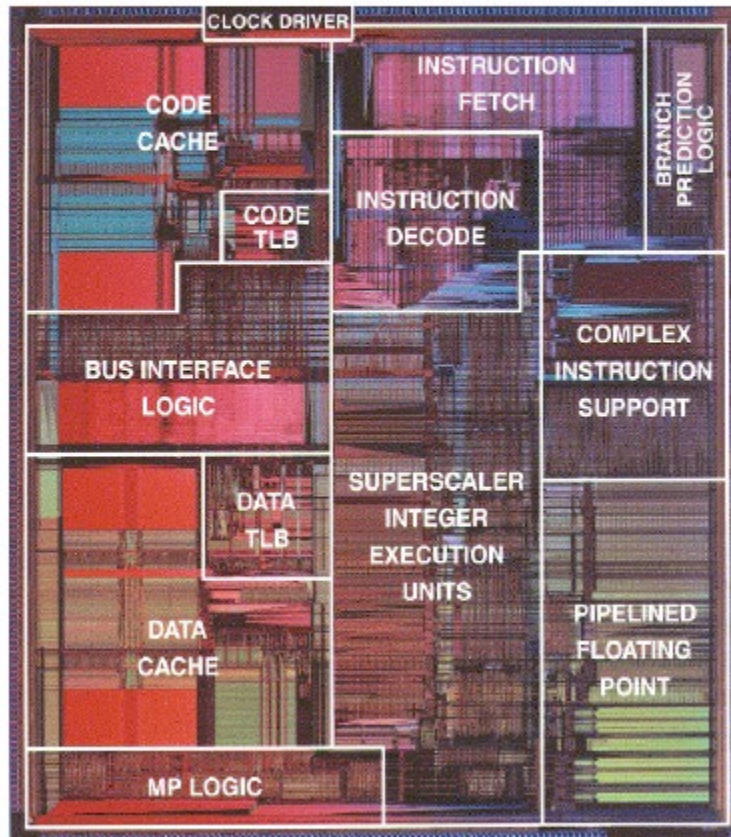 CLOCK DRIVER
CODE
CACHE
INSTRUCTION
FETCH
BRANCH
PREDICTION
LOGIC
CODE
TLB
INSTRUCTION
DECODE
BUS INTERFACE
LOGIC
COMPLEX
INSTRUCTION
SUPPORT
DATA
TLB
SUPERSCALER
INTEGER
EXECUTION
UNITS
DATA
CACHE
PIPELINED
FLOATING
POINT
MP LOGIC